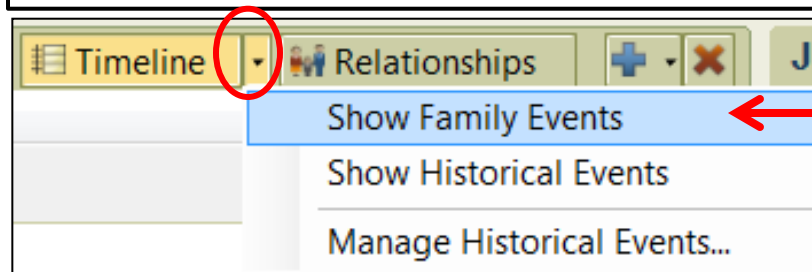 Timeline Relationships J
Show Family Events
Show Historical Events
Manage Historical Events...